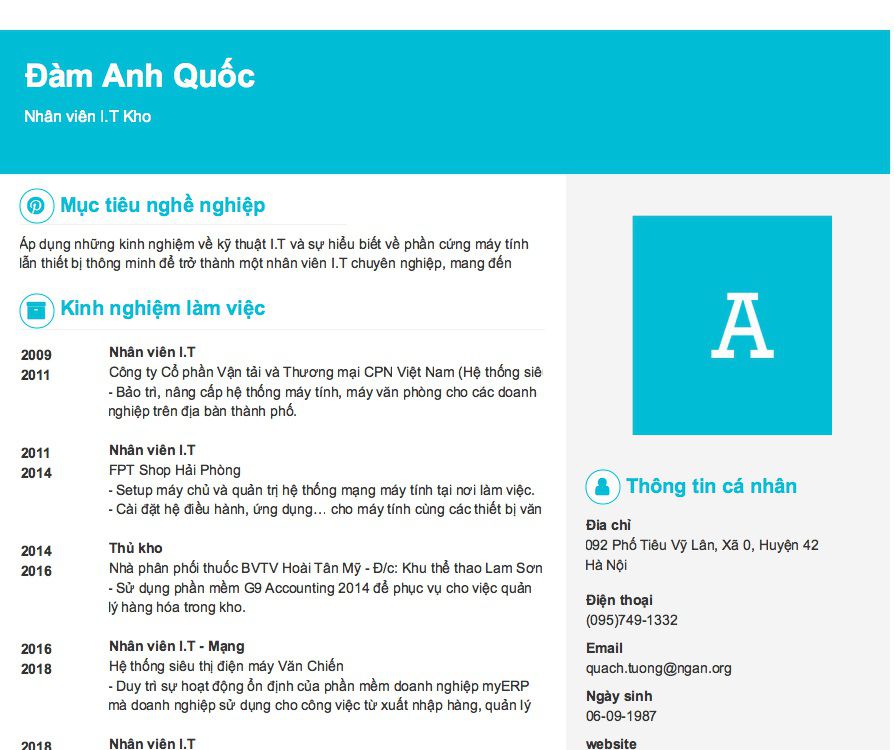 Đàm Anh Quốc
Nhân viên I.T Kho
Mục tiêu nghề nghiệp
Áp dụng những kinh nghiệm về kỹ thuật I.T và sự hiểu biết về phần cứng máy tính
lẫn thiết bị thông minh để trở thành một nhân viên I.T chuyên nghiệp, mang đến
Kinh nghiệm làm việc
2009
2011
Nhân viên I.T
Công ty Cổ phần Vận tải và Thương mại CPN Việt Nam (Hệ thống siê
- Bảo trì, nâng cấp hệ thống máy tính, máy văn phòng cho các doanh
nghiệp trên địa bàn thành phố.
2011
2014
Nhân viên I.T
FPT Shop Hải Phòng
- Setup máy chủ và quản trị hệ thống mạng máy tính tại nơi làm việc.
- Cài đặt hệ điều hành, ứng dụng… cho máy tính cùng các thiết bị văn
2014
2016
Thủ kho
Nhà phân phối thuốc BVTV Hoài Tân Mỹ - Đ/c: Khu thể thao Lam Sơn
- Sử dụng phần mềm G9 Accounting 2014 để phục vụ cho việc quản
lý hàng hóa trong kho.
2016
2018
Nhân viên I.T - Mạng
Hệ thống siêu thị điện máy Văn Chiến
- Duy trì sự hoạt động ổn định của phần mềm doanh nghiệp myERP
mà doanh nghiệp sử dụng cho công việc từ xuất nhập hàng, quản lý
2018
Nhân viên I.T
A
Thông tin cá nhân
Địa chỉ
092 Phố Tiêu Vỹ Lân, Xã 0, Huyện 42
Hà Nội
Điện thoại
(095)749-1332
Email
quach.tuong@ngan.org
Ngày sinh
06-09-1987
website